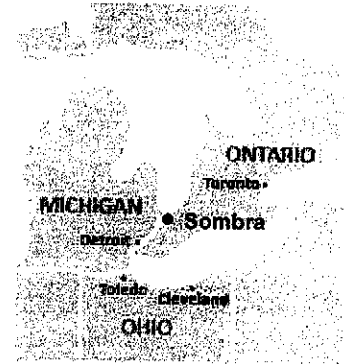 ONTARIO
Toronto
MICHIGAN
Sombra
Detroit
Toledo
Cleveland
OHIO